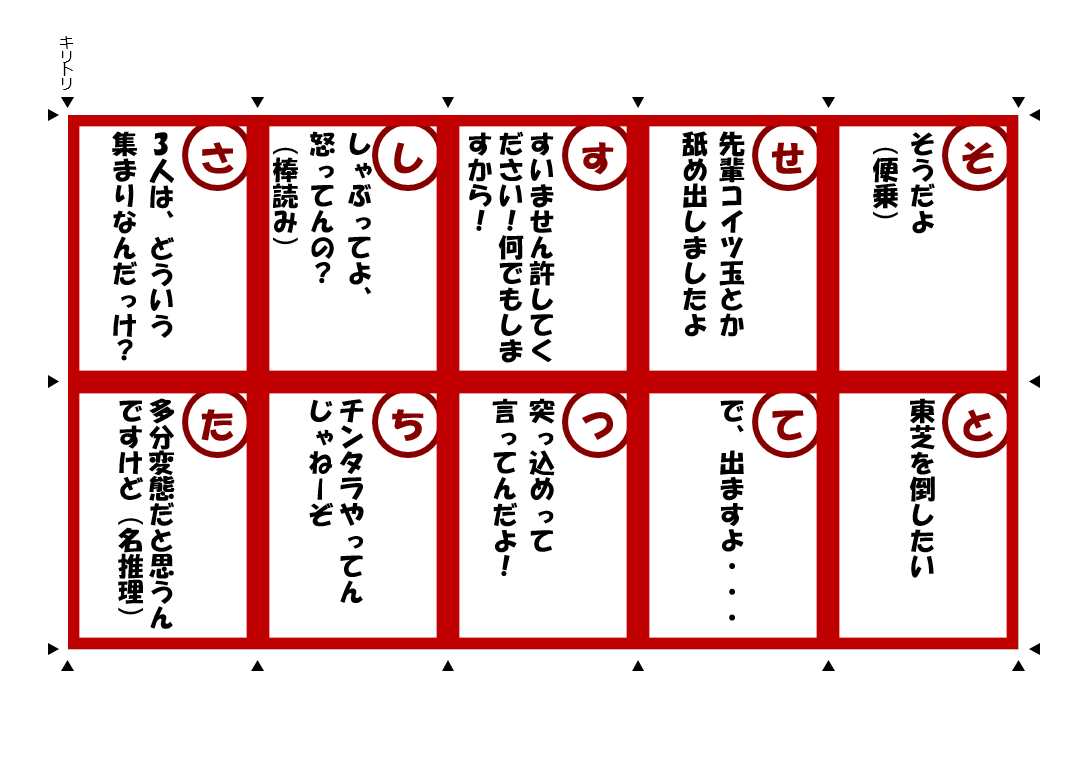 キリトリ
さ
３人は、どういう
集まりなんだっけ？
し
しゃぶってよ、
怒ってんの？
（棒読み）
す
すいません許してく
ださい！何でもしま
すから！
せ
先輩コイツ玉とか
舐め出しましたよ
そ
そうだよ
（便乗）
た
多分変態だと思うん
ですけど（名推理）
ち
チンタラやってん
じゃねーぞ
つ
突っ込めって
言ってんだよ！
て
で、出ますよ・・・
と
東芝を倒したい